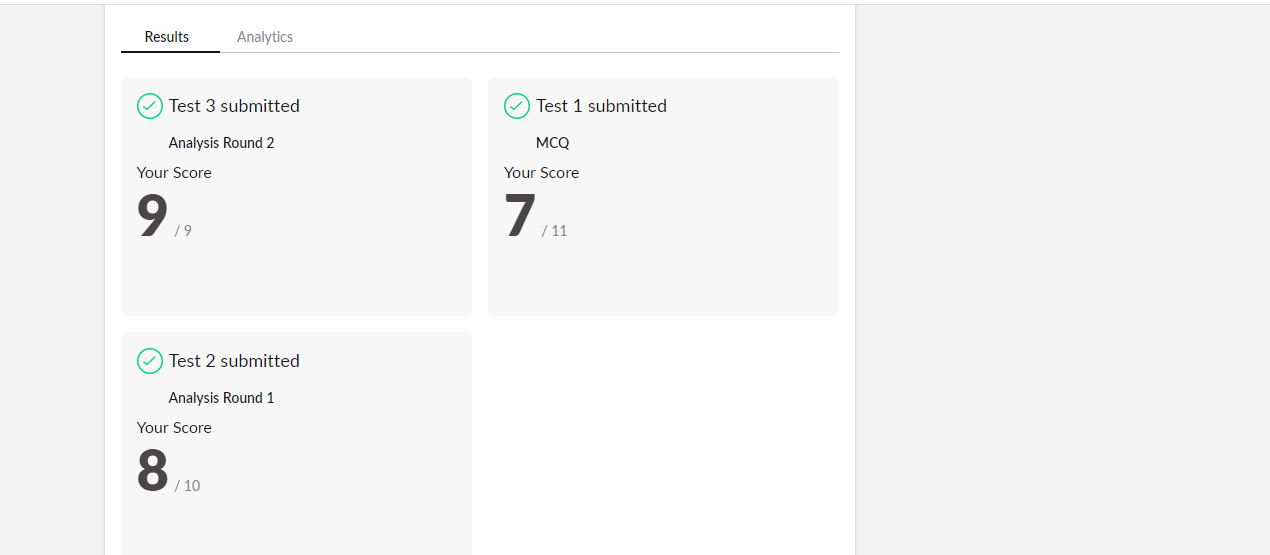 Results
Analytics
Test 3 submitted
Analysis Round 2
Your Score
9 / 9
Test 1 submitted
MCQ
Your Score
7 / 11
Test 2 submitted
Analysis Round 1
Your Score
8 / 10